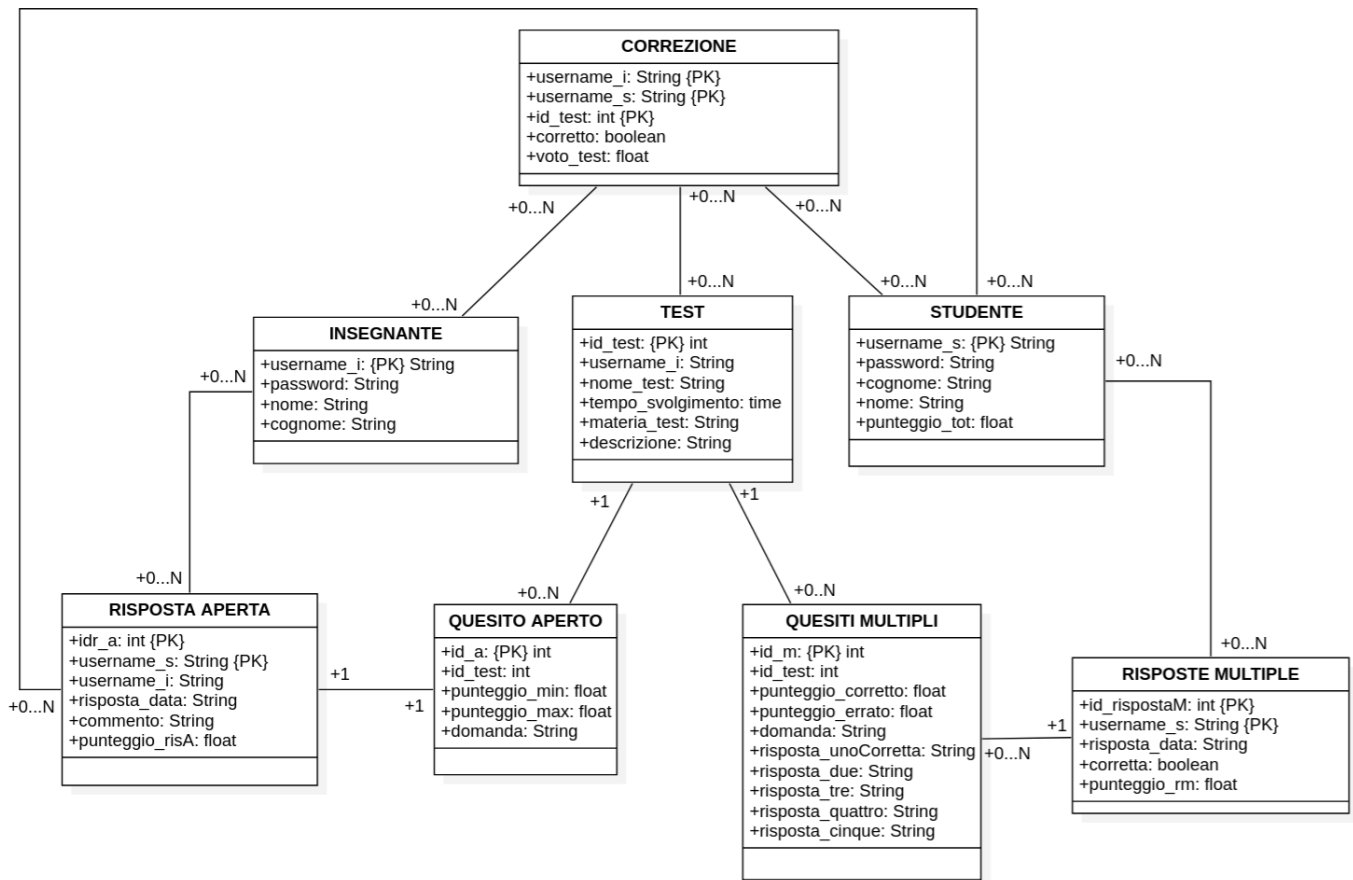 CORREZIONE
+username_i: String {PK}
+username_s: String {PK}
+id_test: int {PK}
+corretto: boolean
+voto_test: float
+0...N
+0...N
+0...N
+0...N
+0...N
+0...N
+0...N
INSEGNANTE
+username_i: {PK} String
+password: String
+nome: String
+cognome: String
TEST
+id_test: {PK} int
+username_i: String
+nome_test: String
+tempo_svolgimento: time
+materia_test: String
+descrizione: String
STUDENTE
+username_s: {PK} String
+password: String
+cognome: String
+nome: String
+punteggio_tot: float
+0...N
+0...N
+1
+1
+0...N
+0..N
+0..N
RISPOSTA APERTA
+idr_a: int {PK}
+username_s: String {PK}
+username_i: String
+risposta_data: String
+commento: String
+punteggio_risA: float
+0...N
+1
+1
QUESITO APERTO
+id_a: {PK} int
+id_test: int
+punteggio_min: float
+punteggio_max: float
+domanda: String
QUESITI MULTIPLI
+id_m: {PK} int
+id_test: int
+punteggio_corretto: float
+punteggio_errato: float
+domanda: String
+risposta_unoCorretta: String
+risposta_due: String
+risposta_tre: String
+risposta_quattro: String
+risposta_cinque: String
+0...N
+1
+0...N
RISPOSTE MULTIPLE
+id_rispostaM: int {PK}
+username_s: String {PK}
+risposta_data: String
+corretta: boolean
+punteggio_rm: float